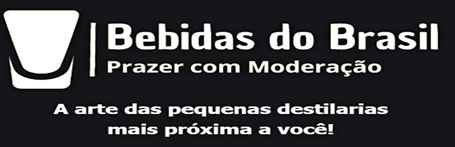 Bebidas do Brasil
Prazer com Moderação
A arte das pequenas destilarias
mais próxima a você!